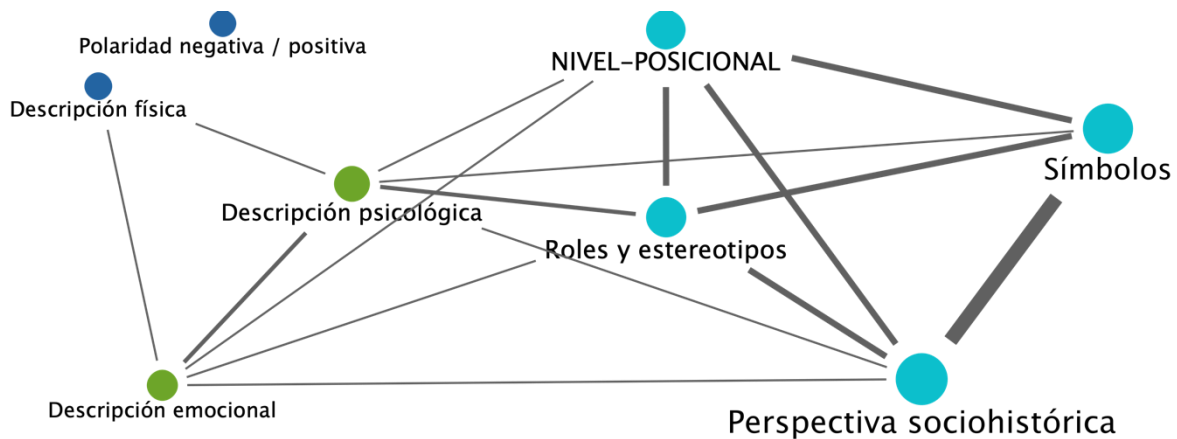 Polaridad negativa / positiva
NIVEL-POSICIONAL
Descripción física
Símbolos
Descripción psicológica
Roles y estereotipos
Descripción emocional
Perspectiva sociohistórica